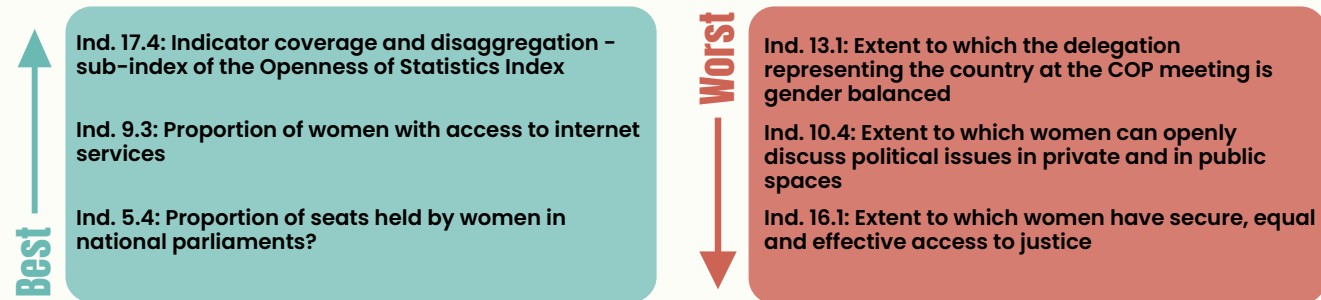 Best
Ind. 17.4: Indicator coverage and disaggregation -
sub-index of the Openness of Statistics Index
Ind. 9.3: Proportion of women with access to internet
services
Ind. 5.4: Proportion of seats held by women in
national parliaments?
Worst
Ind. 13.1: Extent to which the delegation
representing the country at the COP meeting is
gender balanced
Ind. 10.4: Extent to which women can openly
discuss political issues in private and in public
spaces
Ind. 16.1: Extent to which women have secure, equal
and effective access to justice